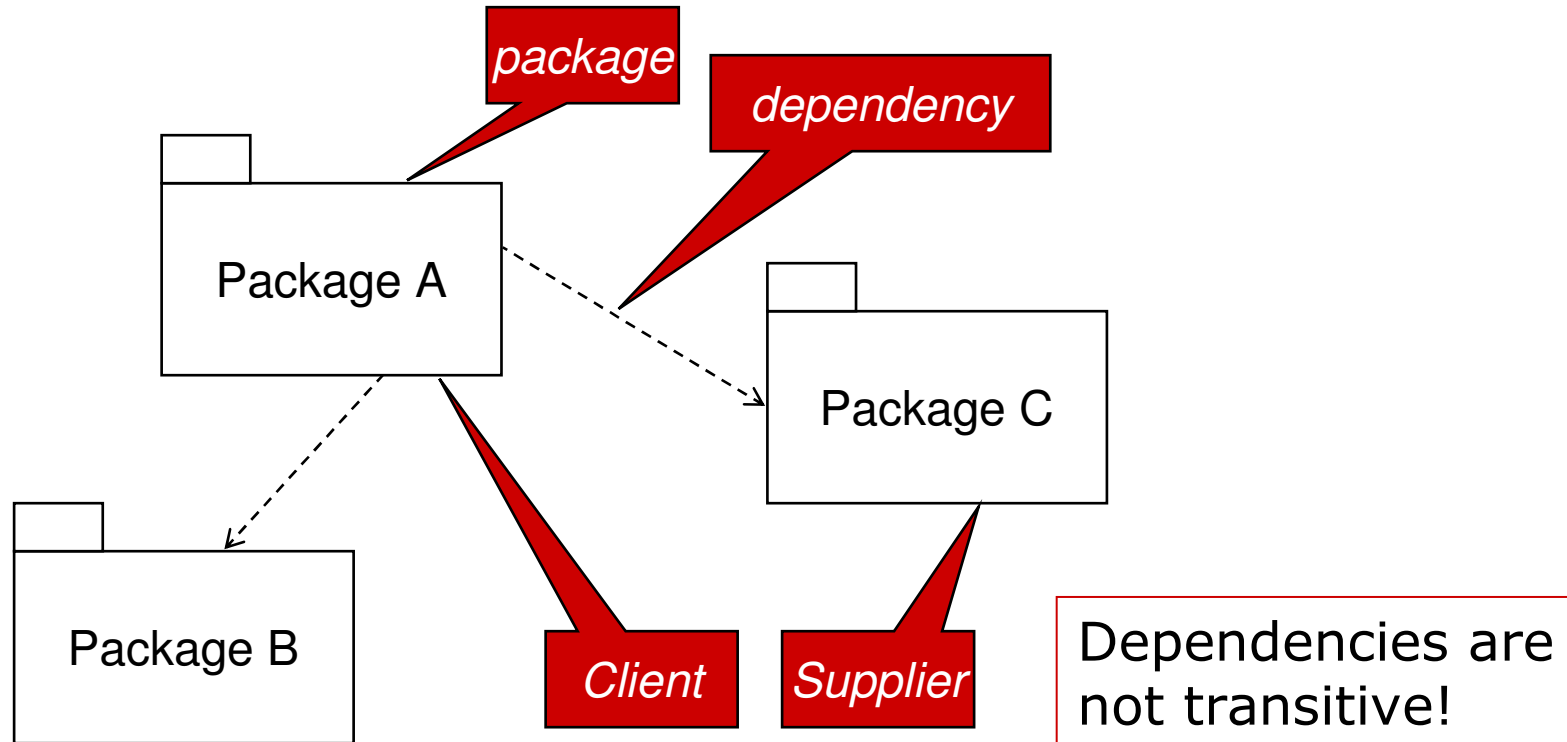 package
dependency
Package A
Package C
Package B
Client
Supplier
Dependencies are
not transitive!